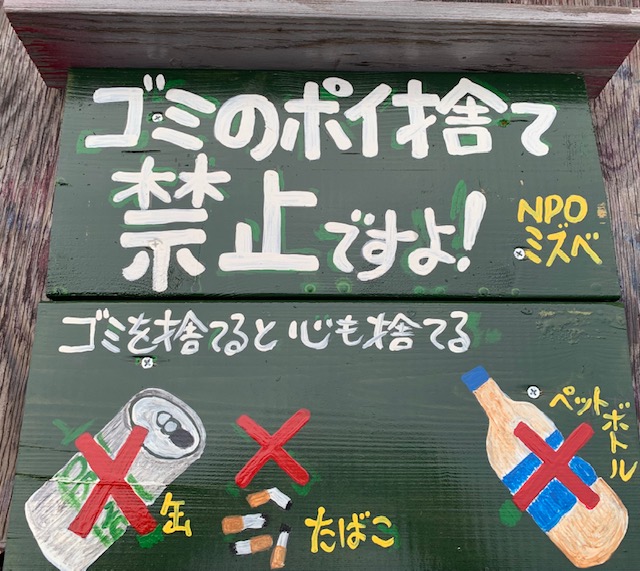 ゴミのポイ捨て
禁止ですよ!
NPO
ミズベ
ゴミを捨てると心も捨てる
缶
たばこ
ペットボトル